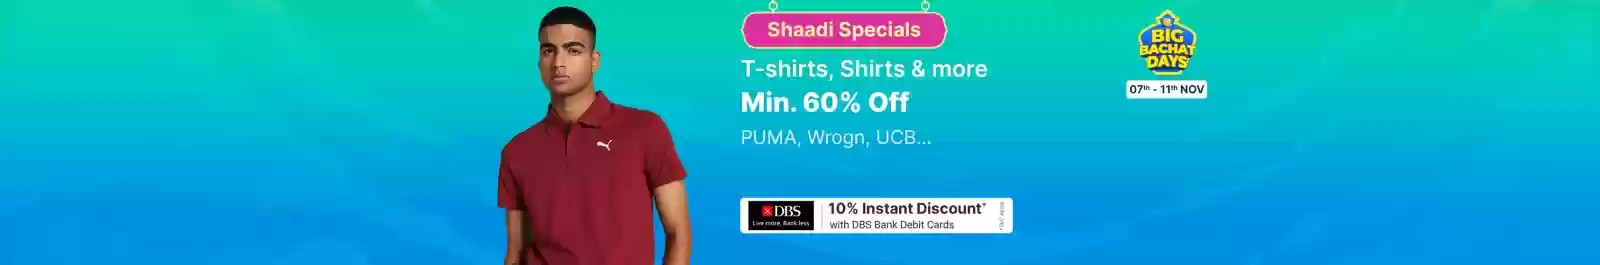 Shaadi Specials
T-shirts, Shirts & more
Min. 60% Off
PUMA, Wrogn, UCB...
DBS
Live more, Bank less
10% Instant Discount*
with DBS Bank Debit Cards
*T&C Apply
BIG
BACHAT
DAYS
07th - 11th NOV